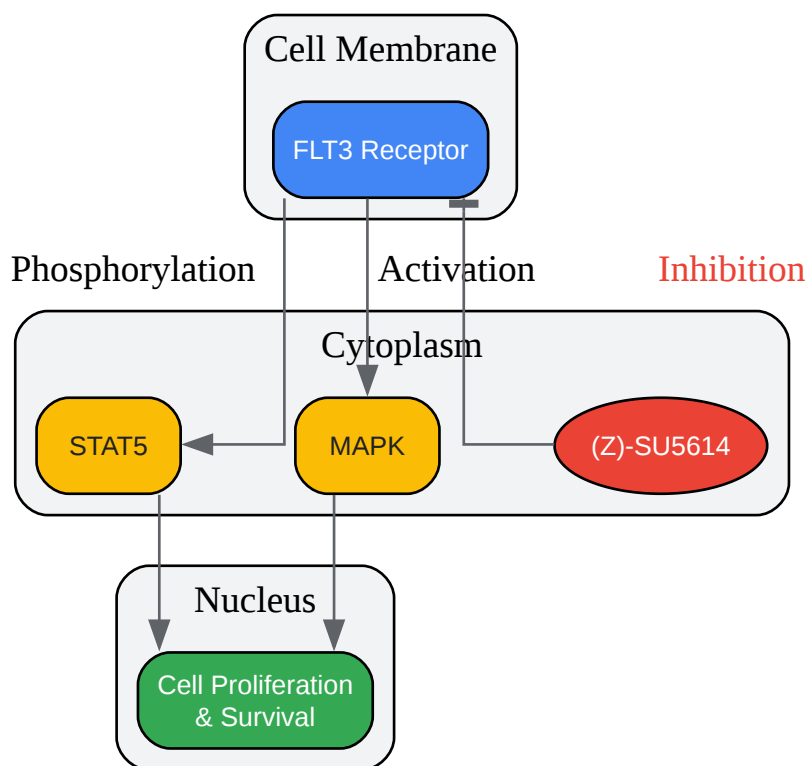 Cell Membrane
FLT3 Receptor
Phosphorylation
Activation
Inhibition
Cytoplasm
STAT5
MAPK
(Z)-SU5614
Nucleus
Cell Proliferation
& Survival